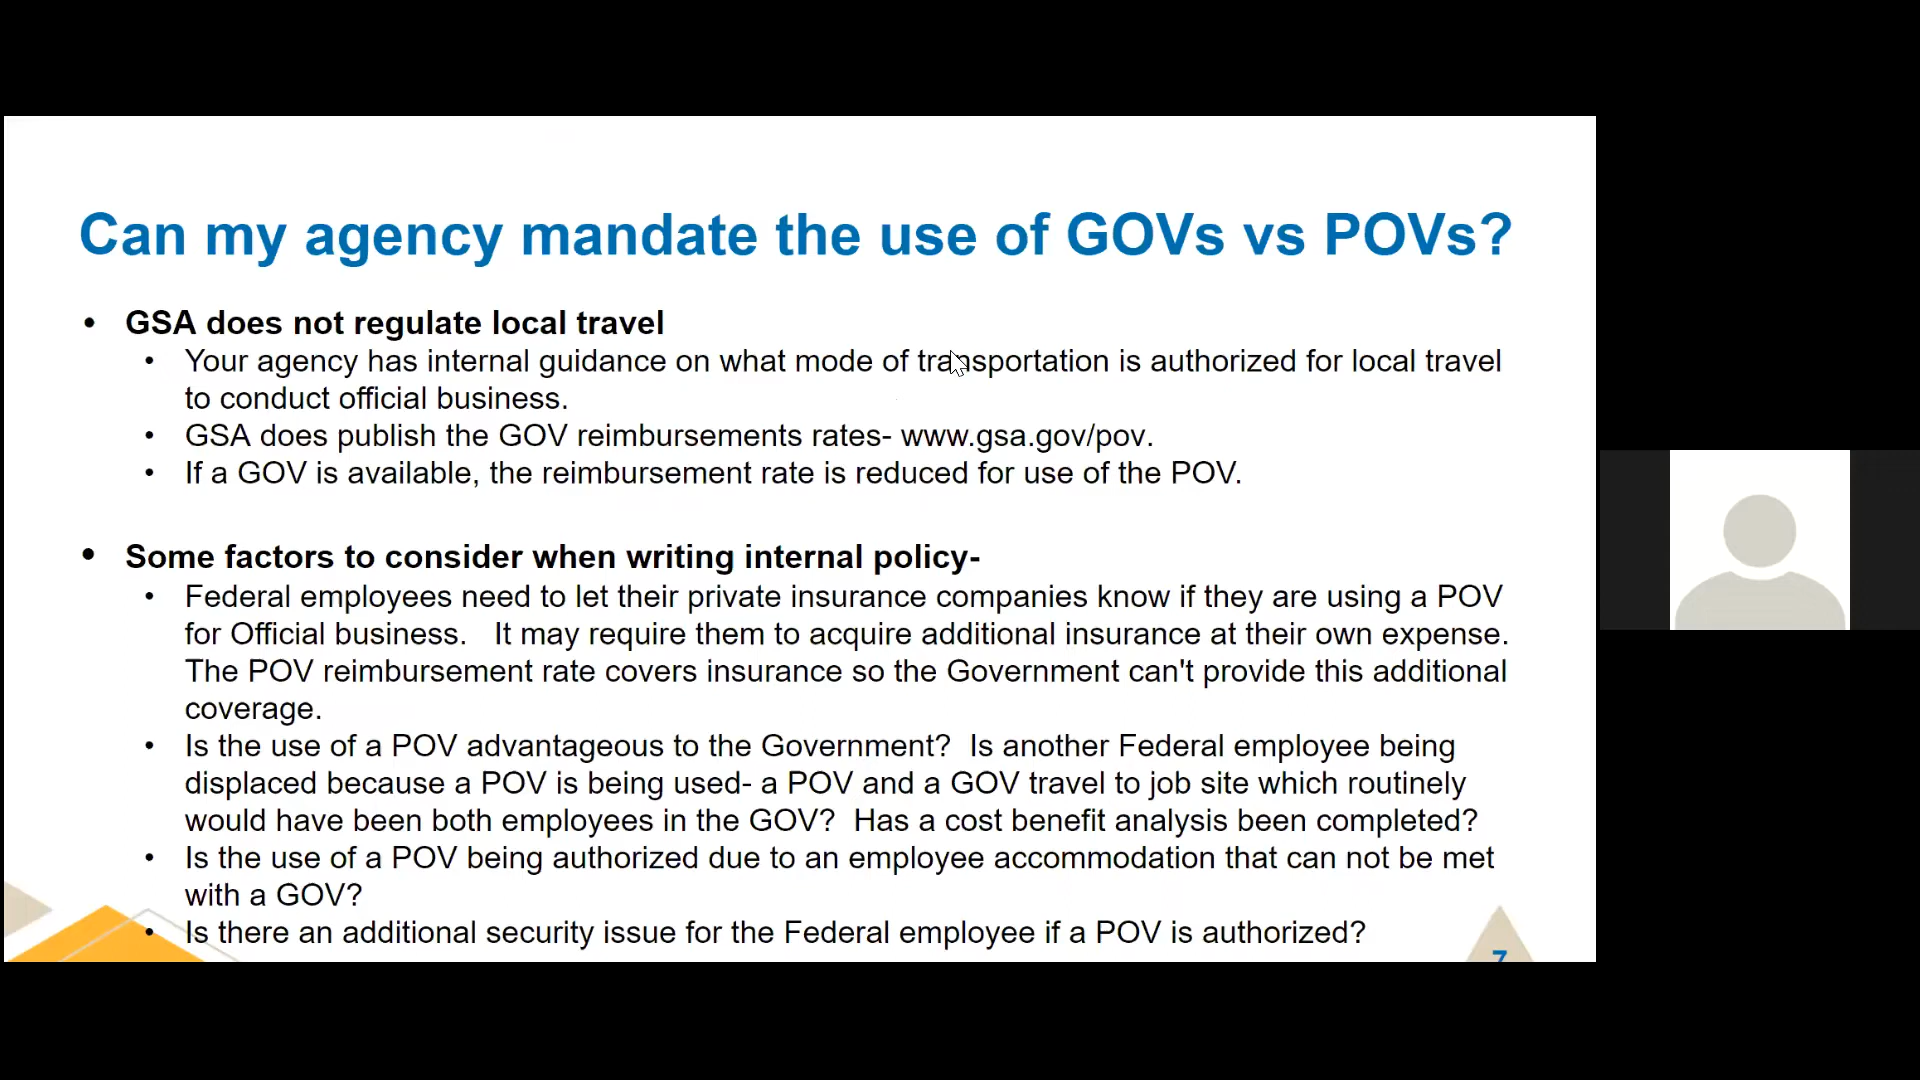 Can my agency mandate the use of GOVs vs POVs?
• GSA does not regulate local travel
• Your agency has internal guidance on what mode of transportation is authorized for local travel
to conduct official business.
• GSA does publish the GOV reimbursements rates- www.gsa.gov/pov.
• If a GOV is available, the reimbursement rate is reduced for use of the POV.
• Some factors to consider when writing internal policy-
• Federal employees need to let their private insurance companies know if they are using a POV
for Official business.   It may require them to acquire additional insurance at their own expense.
The POV reimbursement rate covers insurance so the Government can't provide this additional
coverage.
• Is the use of a POV advantageous to the Government?  Is another Federal employee being
displaced because a POV is being used- a POV and a GOV travel to job site which routinely
would have been both employees in the GOV?  Has a cost benefit analysis been completed?
• Is the use of a POV being authorized due to an employee accommodation that can not be met
with a GOV?
• Is there an additional security issue for the Federal employee if a POV is authorized?
7